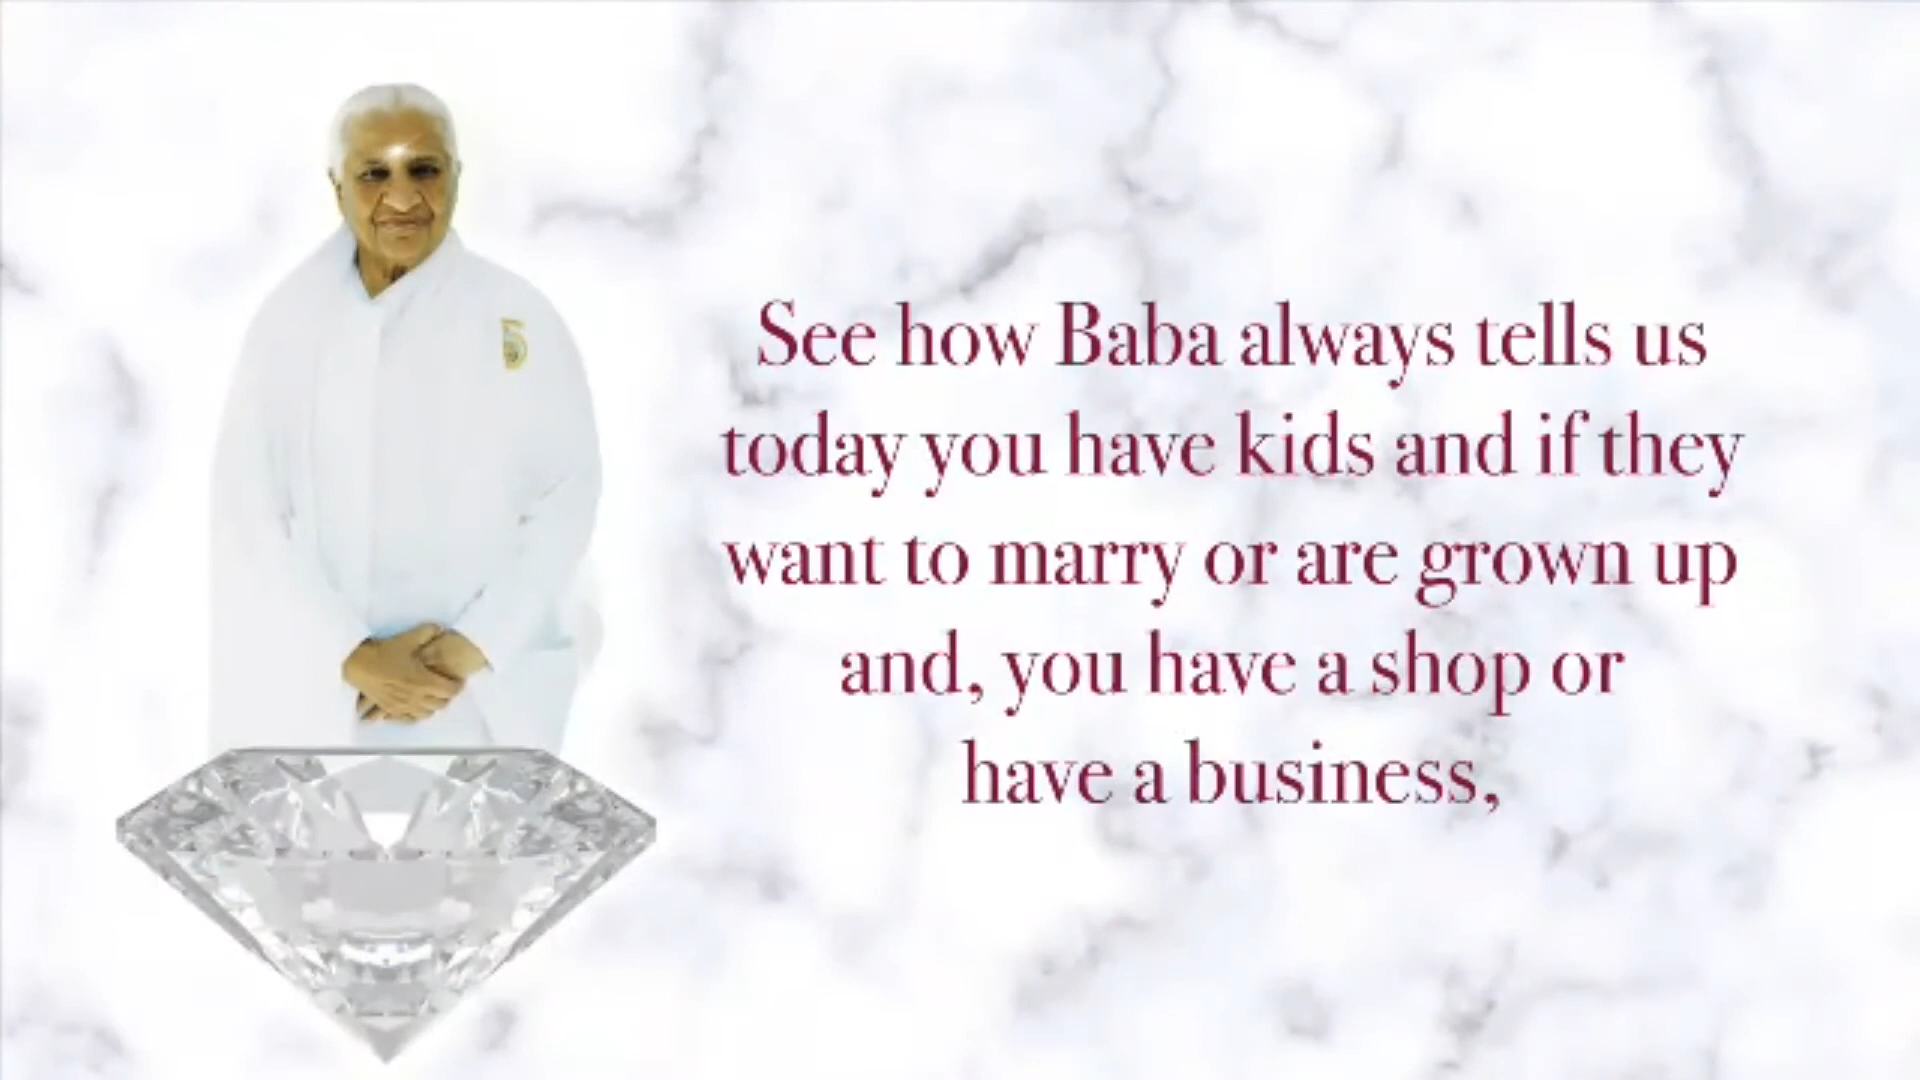 See how Baba always tells us
today you have kids and if they
want to marry or are grown up
and, you have a shop or
have a business,